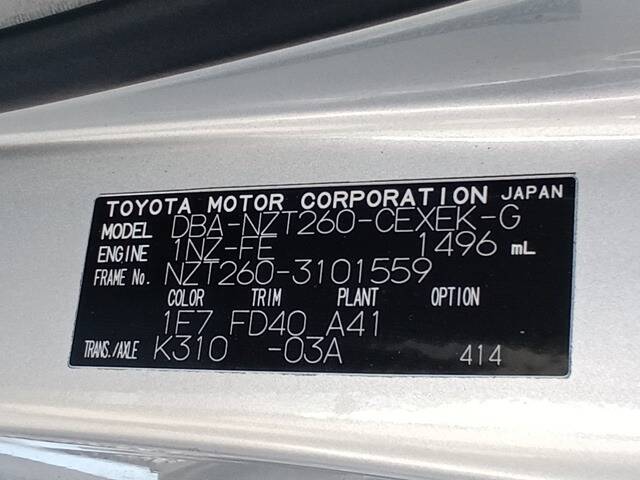 TOYOTA MOTOR CORPORATION JAPAN
MODEL DBA-NZT260-CEXEK-G
ENGINE 1NZ-FE 1496 mL
FRAME No. NZT260-3101559
COLOR TRIM PLANT OPTION
1E7 FD40 A41
TRANS./AXLE K310 -03A 414